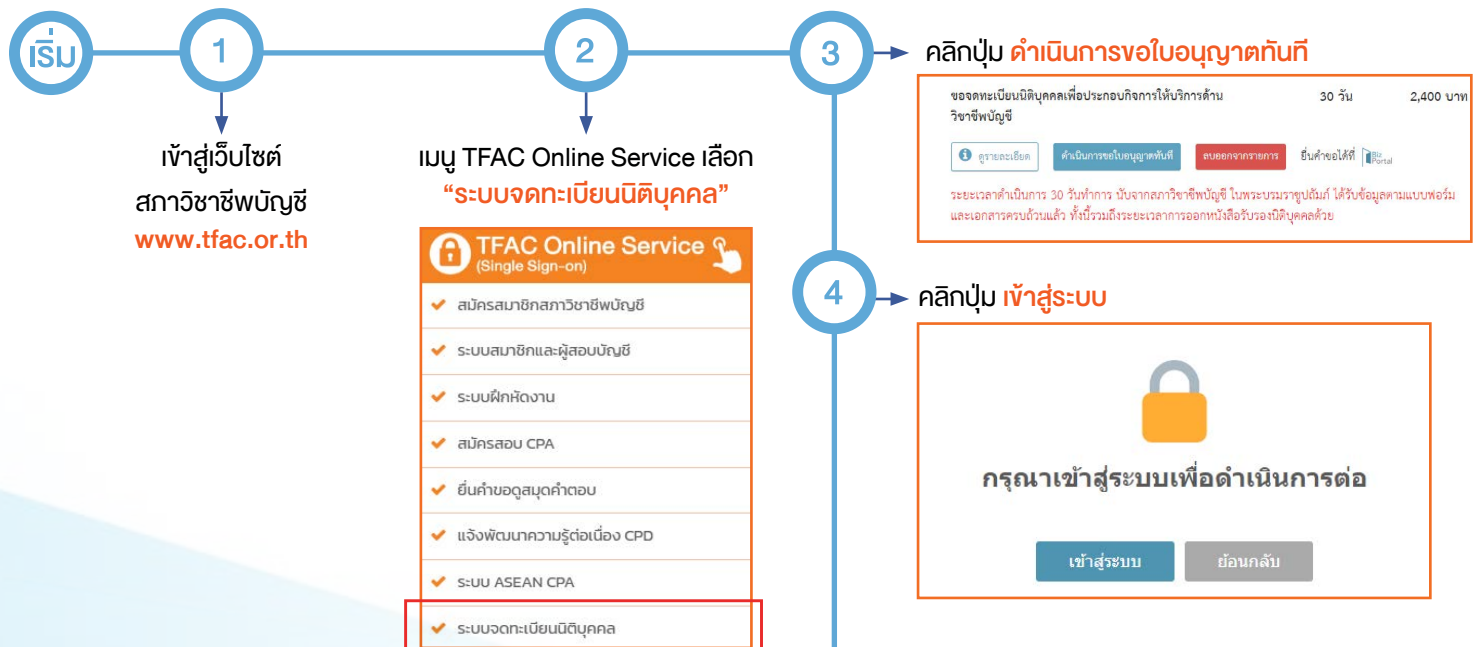 เริ่ม
1
เข้าสู่เว็บไซต์
สภาวิชาชีพบัญชี
www.tfac.or.th
2
เมนู TFAC Online Service เลือก
“ระบบจดทะเบียนนิติบุคคล”
TFAC Online Service
(Single Sign-on)
สมัครสมาชิกสภาวิชาชีพบัญชี
ระบบสมาชิกและผู้สอบบัญชี
ระบบฝึกหัดงาน
สมัครสอบ CPA
ยื่นคำขอดูสมุดคำตอบ
แจ้งพัฒนาความรู้ต่อเนื่อง CPD
ระบบ ASEAN CPA
ระบบจดทะเบียนนิติบุคคล
3
คลิกปุ่ม ดำเนินการขอใบอนุญาตทันที
ขอจดทะเบียนนิติบุคคลเพื่อประกอบกิจการให้บริการด้าน 30 วัน 2,400 บาท
วิชาชีพบัญชี
ดูรายละเอียด ดำเนินการขอใบอนุญาตทันที ลบออกจากรายการ ยื่นคำขอได้ที่ Biz Portal
ระยะเวลาดำเนินการ 30 วันทำการ นับจากสภาวิชาชีพบัญชี ในพระบรมราชูปถัมภ์ ได้รับข้อมูลตามแบบฟอร์ม
และเอกสารครบถ้วนแล้ว ทั้งนี้รวมถึงระยะเวลาการออกหนังสือรับรองนิติบุคคลด้วย
4
คลิกปุ่ม เข้าสู่ระบบ
กรุณาเข้าสู่ระบบเพื่อดำเนินการต่อ
เข้าสู่ระบบ ย้อนกลับ